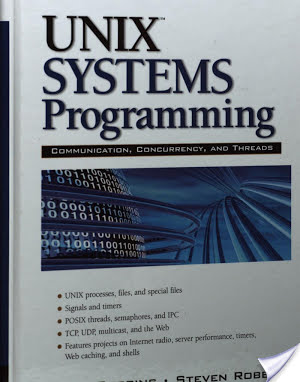 UNIX™
SYSTEMS
Programming
COMMUNICATION, CONCURRENCY, AND THREADS
• UNIX processes, files, and special files
• Signals and timers
• POSIX threads, semaphores, and IPC
• TCP, UDP, multicast, and the Web
• Features projects on Internet radio, server performance, timers,
Web caching, and shells
STEVEN